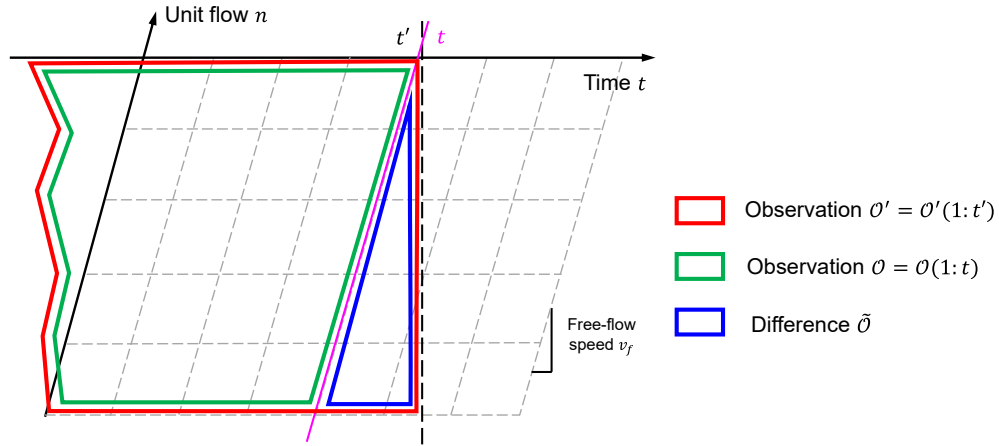 Unit flow n
t′ t
Time t
Observation 𝒪′ = 𝒪′(1: t′)
Observation 𝒪 = 𝒪(1: t)
Difference 𝒪̃
Free-flow
speed v_f